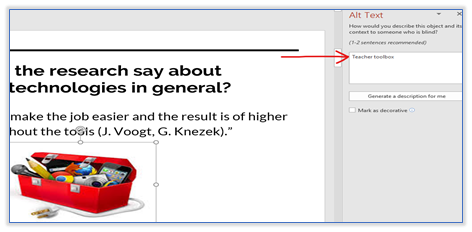 the research say about
technologies in general?
make the job easier and the result is of higher
hout the tools (J. Voogt, G. Knezek).”
Alt Text
How would you describe this object and its
context to someone who is blind?
(1-2 sentences recommended)
Teacher toolbox
Generate a description for me
Mark as decorative